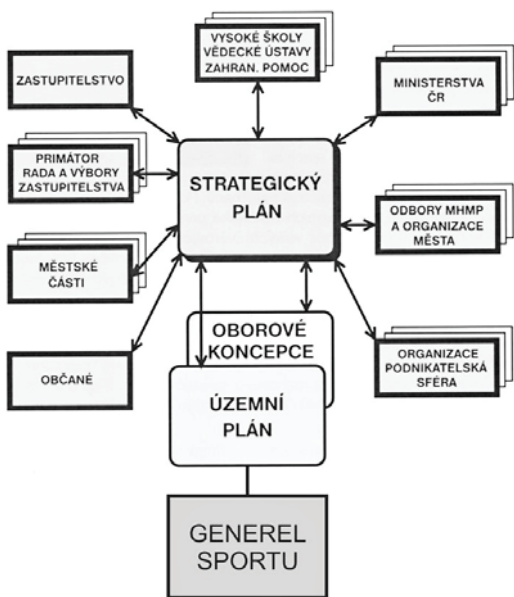 VYSOKÉ ŠKOLY
VĚDECKÉ ÚSTAVY
ZAHRAN. POMOC
ZASTUPITELSTVO
MINISTERSTVA
ČR
PRIMÁTOR
RADA A VÝBORY
ZASTUPITELSTVA
STRATEGICKÝ
PLÁN
ODBORY MHMP
A ORGANIZACE
MĚSTA
MĚSTSKÉ
ČÁSTI
OBČANÉ
OBOROVÉ
KONCEPCE
ORGANIZACE
PODNIKATELSKÁ
SFÉRA
ÚZEMNÍ
PLÁN
GENEREL
SPORTU